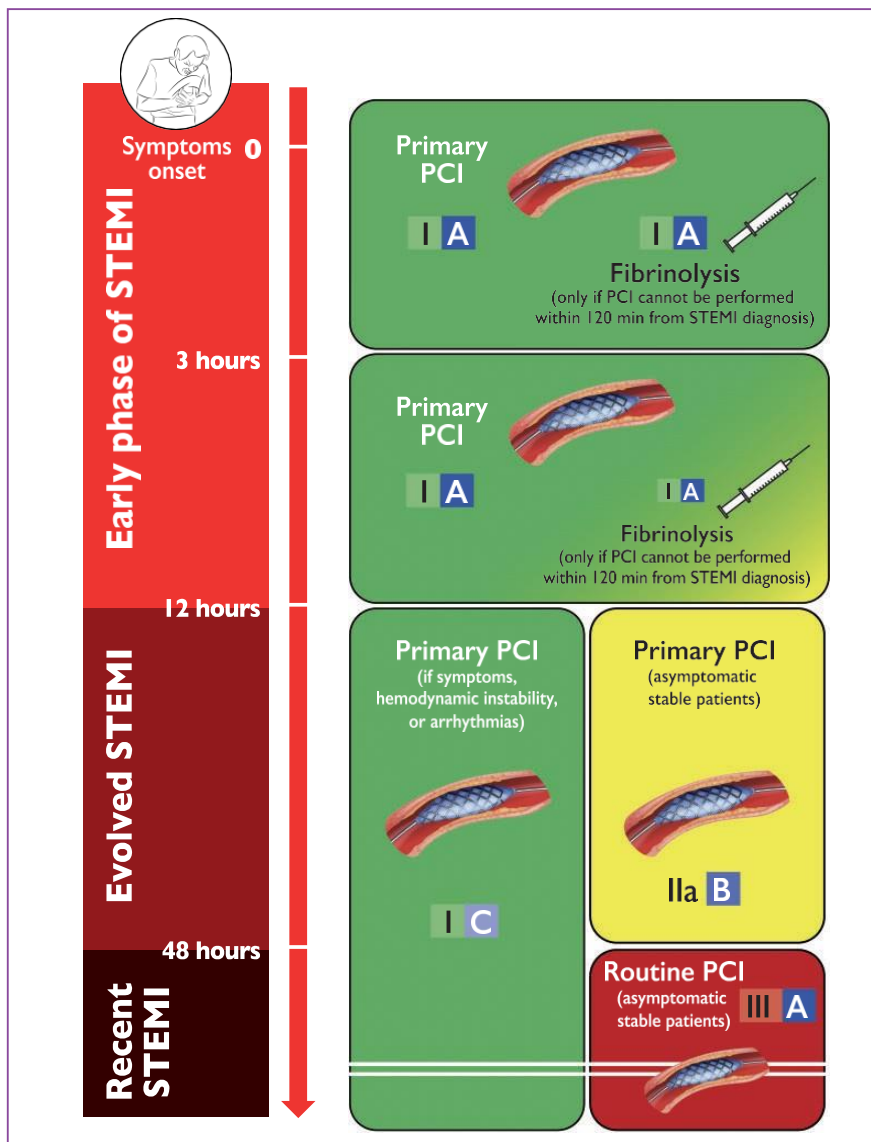 Symptoms
onset
0
Early phase of STEMI
3 hours
12 hours
Evolved STEMI
48 hours
Recent
STEMI
Primary
PCI
I A
I A
Fibrinolysis
(only if PCI cannot be performed
within 120 min from STEMI diagnosis)
Primary
PCI
I A
I A
Fibrinolysis
(only if PCI cannot be performed
within 120 min from STEMI diagnosis)
Primary PCI
(if symptoms,
hemodynamic instability,
or arrhythmias)
I C
Primary PCI
(asymptomatic
stable patients)
IIa B
Routine PCI
(asymptomatic
stable patients)
III A